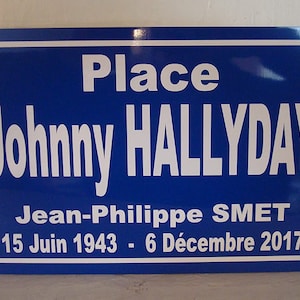 Place
Johnny HALLYDAY
Jean-Philippe SMET
15 Juin 1943 - 6 Décembre 2017